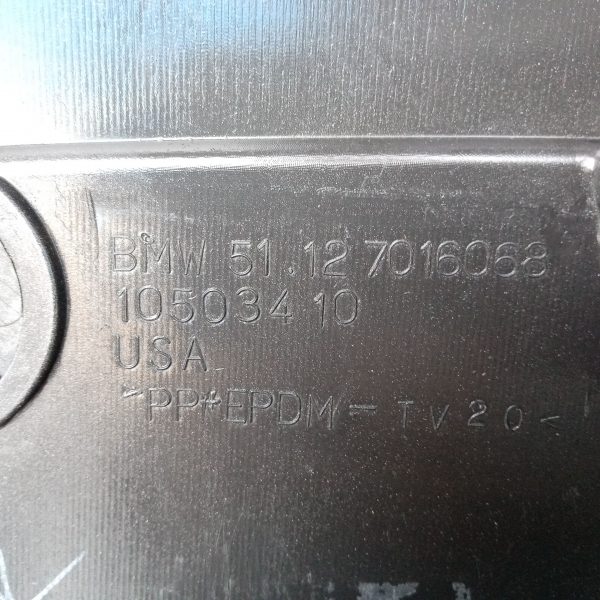 BMW 51.12 7016068
105034 10
USA
>PP+EPDM-TV20<